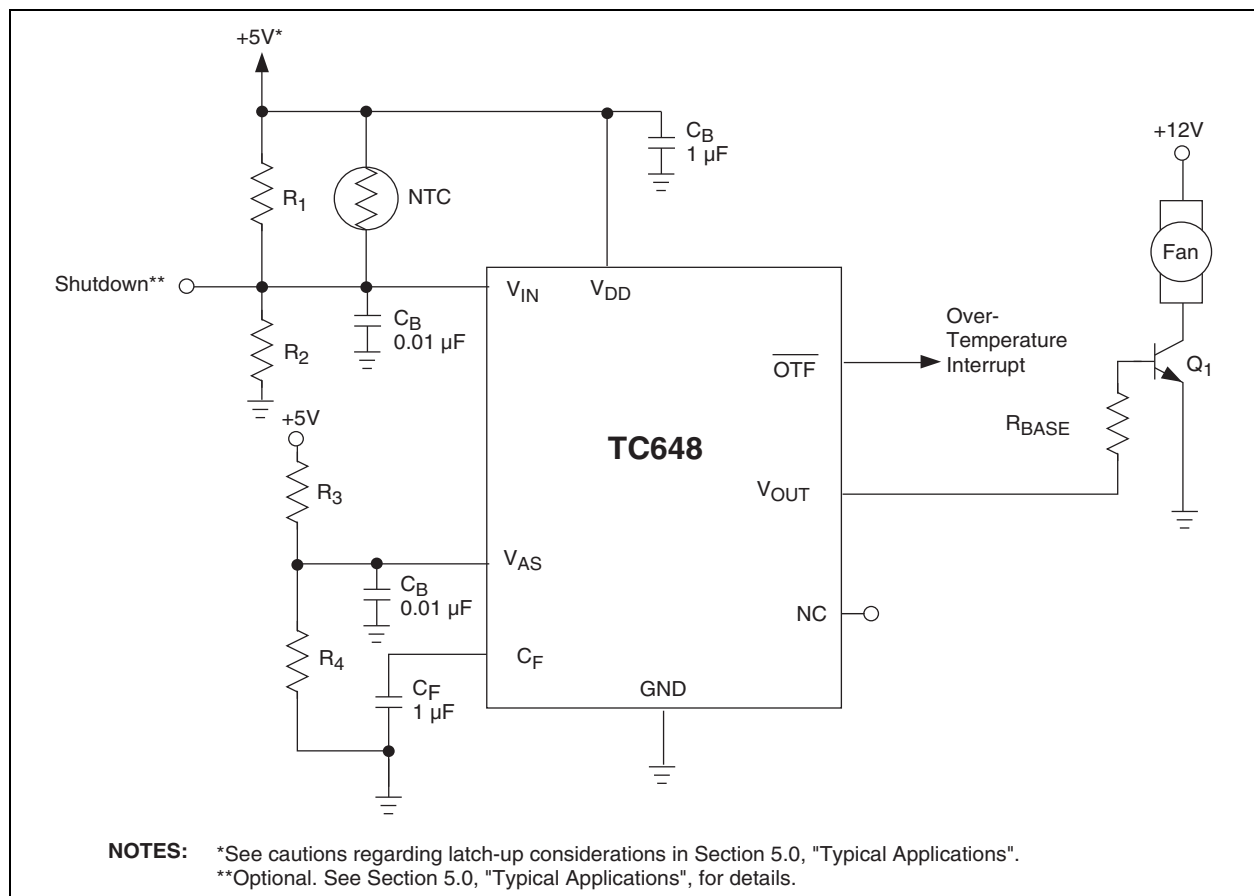 +5V*
C_B
1 µF
+12V
R_1
NTC
Fan
Shutdown**
V_IN
V_DD
C_B
0.01 µF
Over-
Temperature
Interrupt
R_2
OTF
Q_1
+5V
R_BASE
TC648
R_3
V_OUT
V_AS
C_B
0.01 µF
NC
R_4
C_F
C_F
1 µF
GND
NOTES: *See cautions regarding latch-up considerations in Section 5.0, "Typical Applications".
**Optional. See Section 5.0, "Typical Applications", for details.